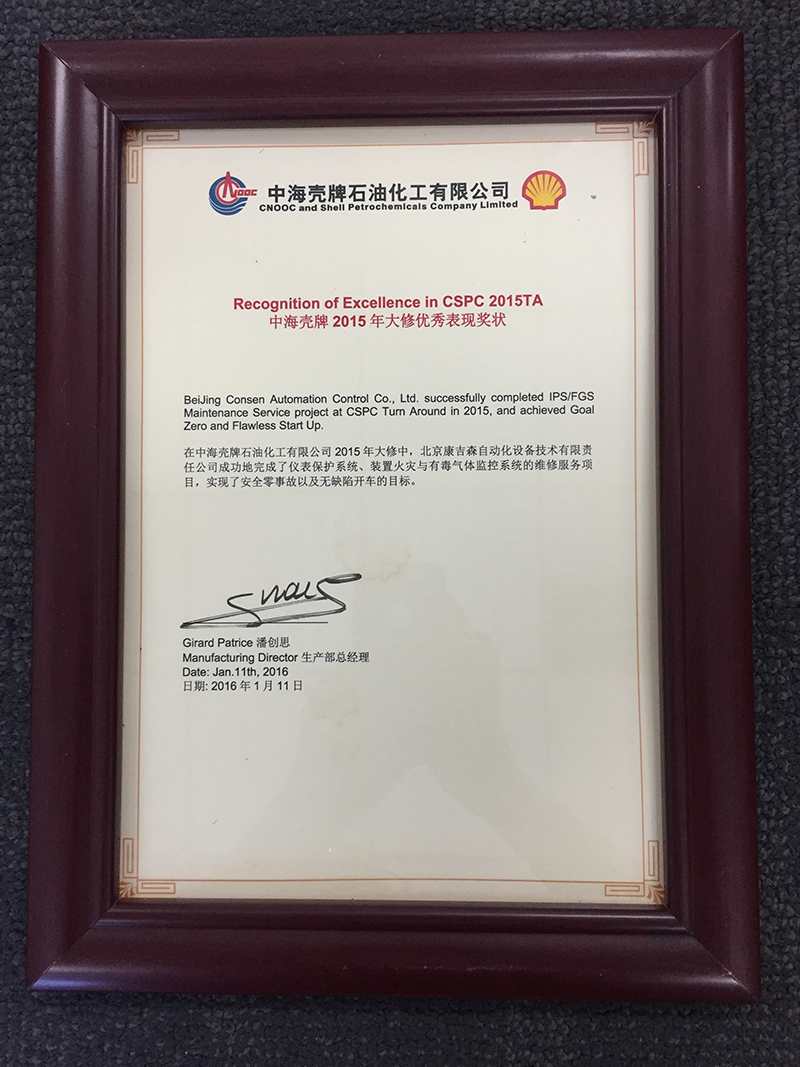 CNOOC
中海壳牌石油化工有限公司
CNOOC and Shell Petrochemicals Company Limited
Recognition of Excellence in CSPC 2015TA
中海壳牌 2015 年大修优秀表现奖状
BeiJing Consen Automation Control Co., Ltd. successfully completed IPS/FGS
Maintenance Service project at CSPC Turn Around in 2015, and achieved Goal
Zero and Flawless Start Up.
在中海壳牌石油化工有限公司 2015 年大修中，北京康吉森自动化设备技术有限责
任公司成功地完成了仪表保护系统、装置火灾与有毒气体监控系统的维修服务项
目，实现了安全零事故以及无缺陷开车的目标。
Girard Patrice 潘创思
Manufacturing Director 生产部总经理
Date: Jan.11th, 2016
日期: 2016 年 1 月 11 日